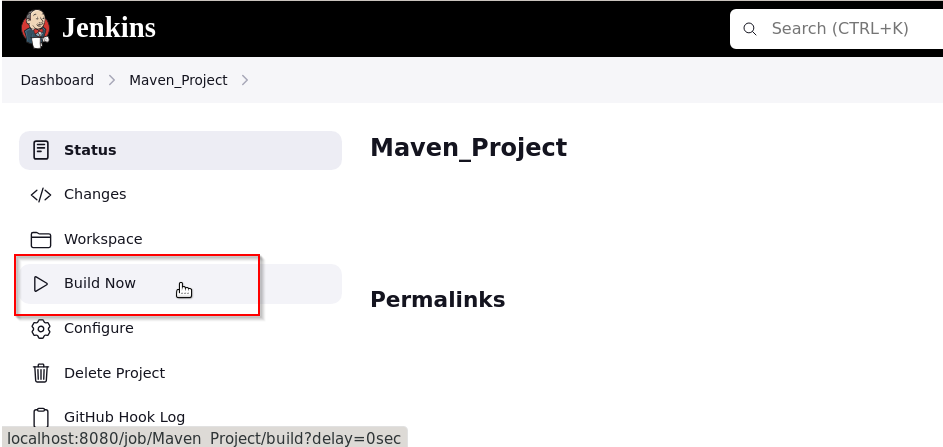 Jenkins
Search (CTRL+K)
Dashboard > Maven_Project >
Status
Maven_Project
Changes
Workspace
Build Now
Permalinks
Configure
Delete Project
GitHub Hook Log
localhost:8080/job/Maven_Project/build?delay=0sec